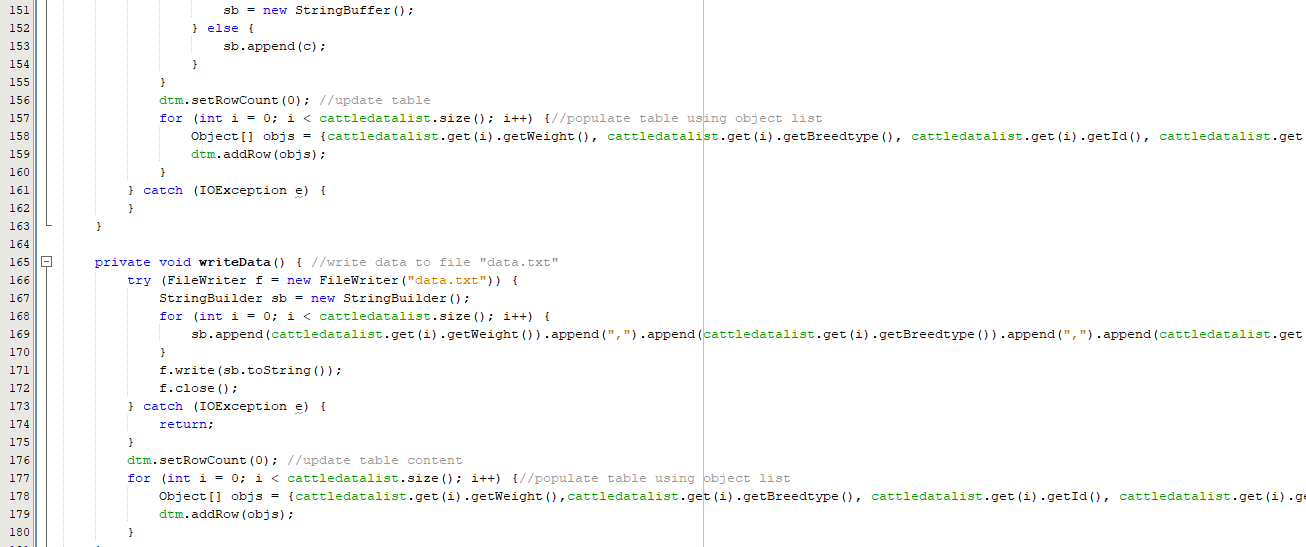 151 sb = new StringBuffer();
152 } else {
153 sb.append(c);
154 }
155 }
156 dtm.setRowCount(0); //update table
157 for (int i = 0; i < cattledatalist.size(); i++) {//populate table using object list
158 Object[] objs = {cattledatalist.get(i).getWeight(), cattledatalist.get(i).getBreedtype(), cattledatalist.get(i).getId(), cattledatalist.get
159 dtm.addRow(objs);
160 }
161 } catch (IOException e) {
162 }
163 }
164
165 private void writeData() { //write data to file "data.txt"
166 try (FileWriter f = new FileWriter("data.txt")) {
167 StringBuilder sb = new StringBuilder();
168 for (int i = 0; i < cattledatalist.size(); i++) {
169 sb.append(cattledatalist.get(i).getWeight()).append(",").append(cattledatalist.get(i).getBreedtype()).append(",").append(cattledatalist.get
170 }
171 f.write(sb.toString());
172 f.close();
173 } catch (IOException e) {
174 return;
175 }
176 dtm.setRowCount(0); //update table content
177 for (int i = 0; i < cattledatalist.size(); i++) {//populate table using object list
178 Object[] objs = {cattledatalist.get(i).getWeight(),cattledatalist.get(i).getBreedtype(), cattledatalist.get(i).getId(), cattledatalist.get(i).ge
179 dtm.addRow(objs);
180 }